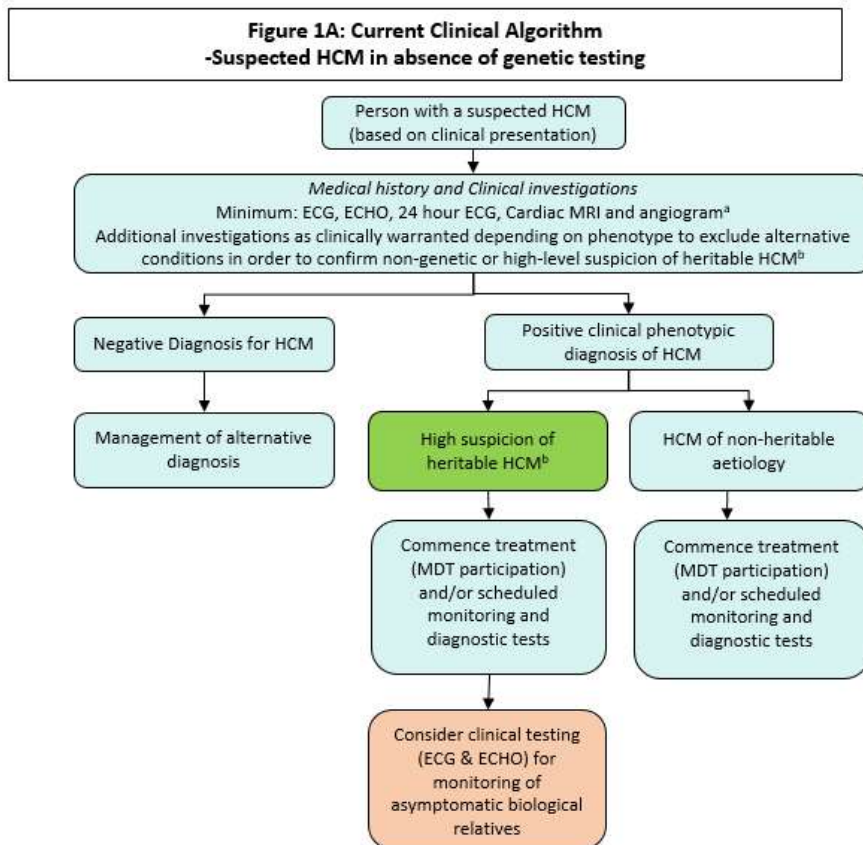 Figure 1A: Current Clinical Algorithm
-Suspected HCM in absence of genetic testing
Person with a suspected HCM
(based on clinical presentation)
Medical history and Clinical investigations
Minimum: ECG, ECHO, 24 hour ECG, Cardiac MRI and angiogramᵃ
Additional investigations as clinically warranted depending on phenotype to exclude alternative
conditions in order to confirm non-genetic or high-level suspicion of heritable HCMᵇ
Negative Diagnosis for HCM
Positive clinical phenotypic
diagnosis of HCM
Management of alternative
diagnosis
High suspicion of
heritable HCMᵇ
HCM of non-heritable
aetiology
Commence treatment
(MDT participation)
and/or scheduled
monitoring and
diagnostic tests
Commence treatment
(MDT participation)
and/or scheduled
monitoring and
diagnostic tests
Consider clinical testing
(ECG & ECHO) for
monitoring of
asymptomatic biological
relatives